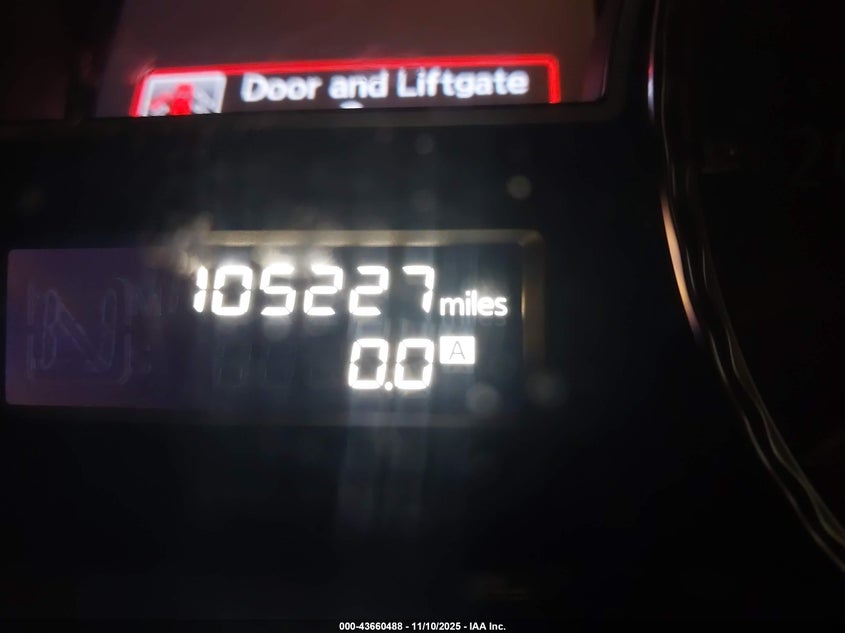 Door and Liftgate
105227 miles
0.0 A
000-43660488 - 11/10/2025 - IAA Inc.